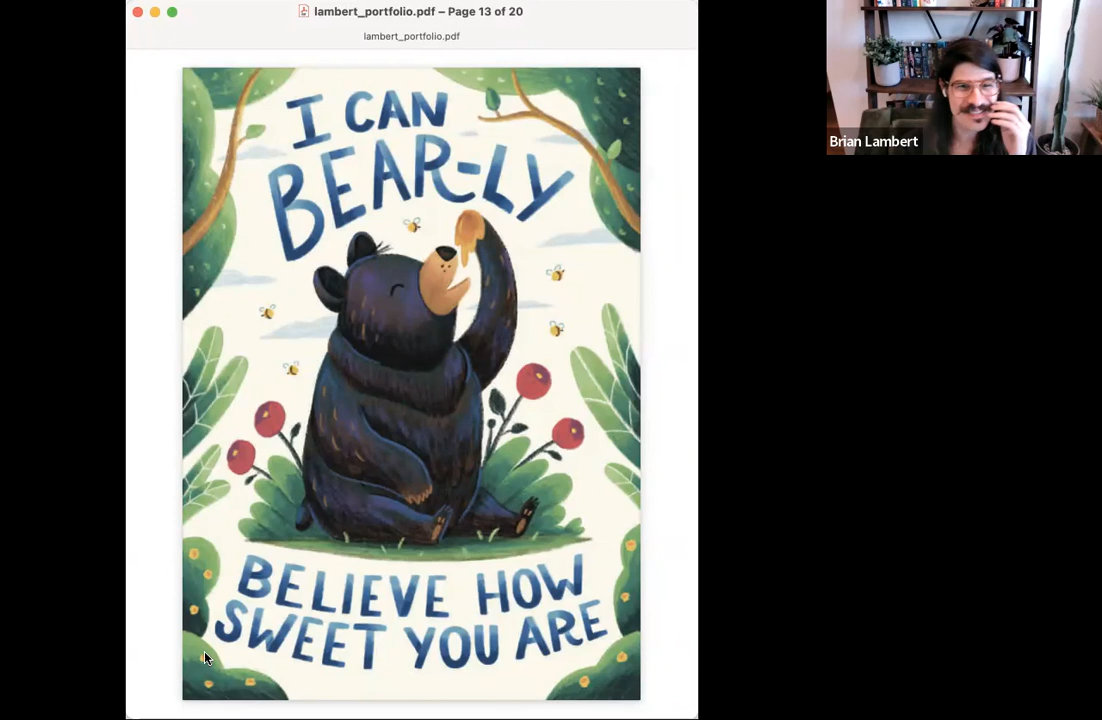 lambert_portfolio.pdf – Page 13 of 20
lambert_portfolio.pdf
I CAN
BEAR-LY
BELIEVE HOW
SWEET YOU ARE
Brian Lambert